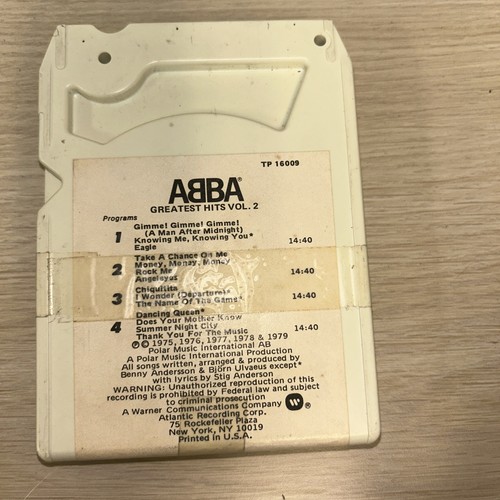 TP 16009
ABBA®
GREATEST HITS VOL. 2
Programs
1 Gimme! Gimme! Gimme!
(A Man After Midnight)
Knowing Me, Knowing You*
Eagle 14:40
2 Take A Chance On Me
Money, Money, Money
Rock Me 14:40
Angeleyes
3 Chiquitita
I Wonder (Departure)* 14:40
The Name Of The Game*
4 Dancing Queen*
Does Your Mother Know
Summer Night City 14:40
Thank You For The Music
Ⓟ © 1975, 1976, 1977, 1978 & 1979
Polar Music International AB
A Polar Music International Production
All songs written, arranged & produced by
Benny Andersson & Björn Ulvaeus except*
with lyrics by Stig Anderson
WARNING: Unauthorized reproduction of this
recording is prohibited by Federal law and subject
to criminal prosecution
A Warner Communications Company ®
Atlantic Recording Corp.
75 Rockefeller Plaza
New York, NY 10019
Printed in U.S.A.